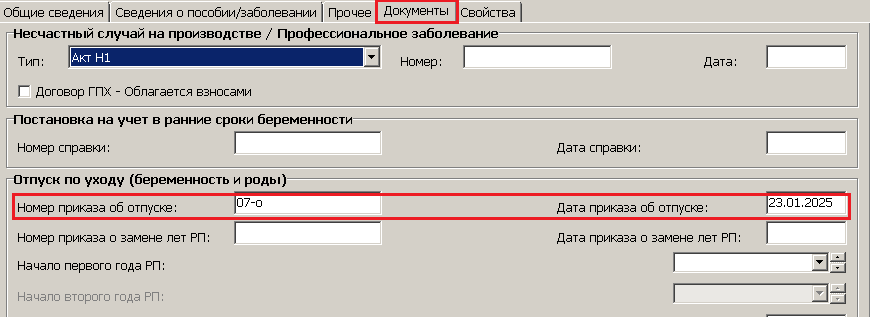 Общие сведения Сведения о пособии/заболевании Прочее Документы Свойства
Несчастный случай на производстве / Профессиональное заболевание
Тип: Акт Н1 Номер: Дата:
Договор ГПХ - Облагается взносами
Постановка на учет в ранние сроки беременности
Номер справки: Дата справки:
Отпуск по уходу (беременность и роды)
Номер приказа об отпуске: 07-о Дата приказа об отпуске: 23.01.2025
Номер приказа о замене лет РП: Дата приказа о замене лет РП:
Начало первого года РП:
Начало второго года РП: